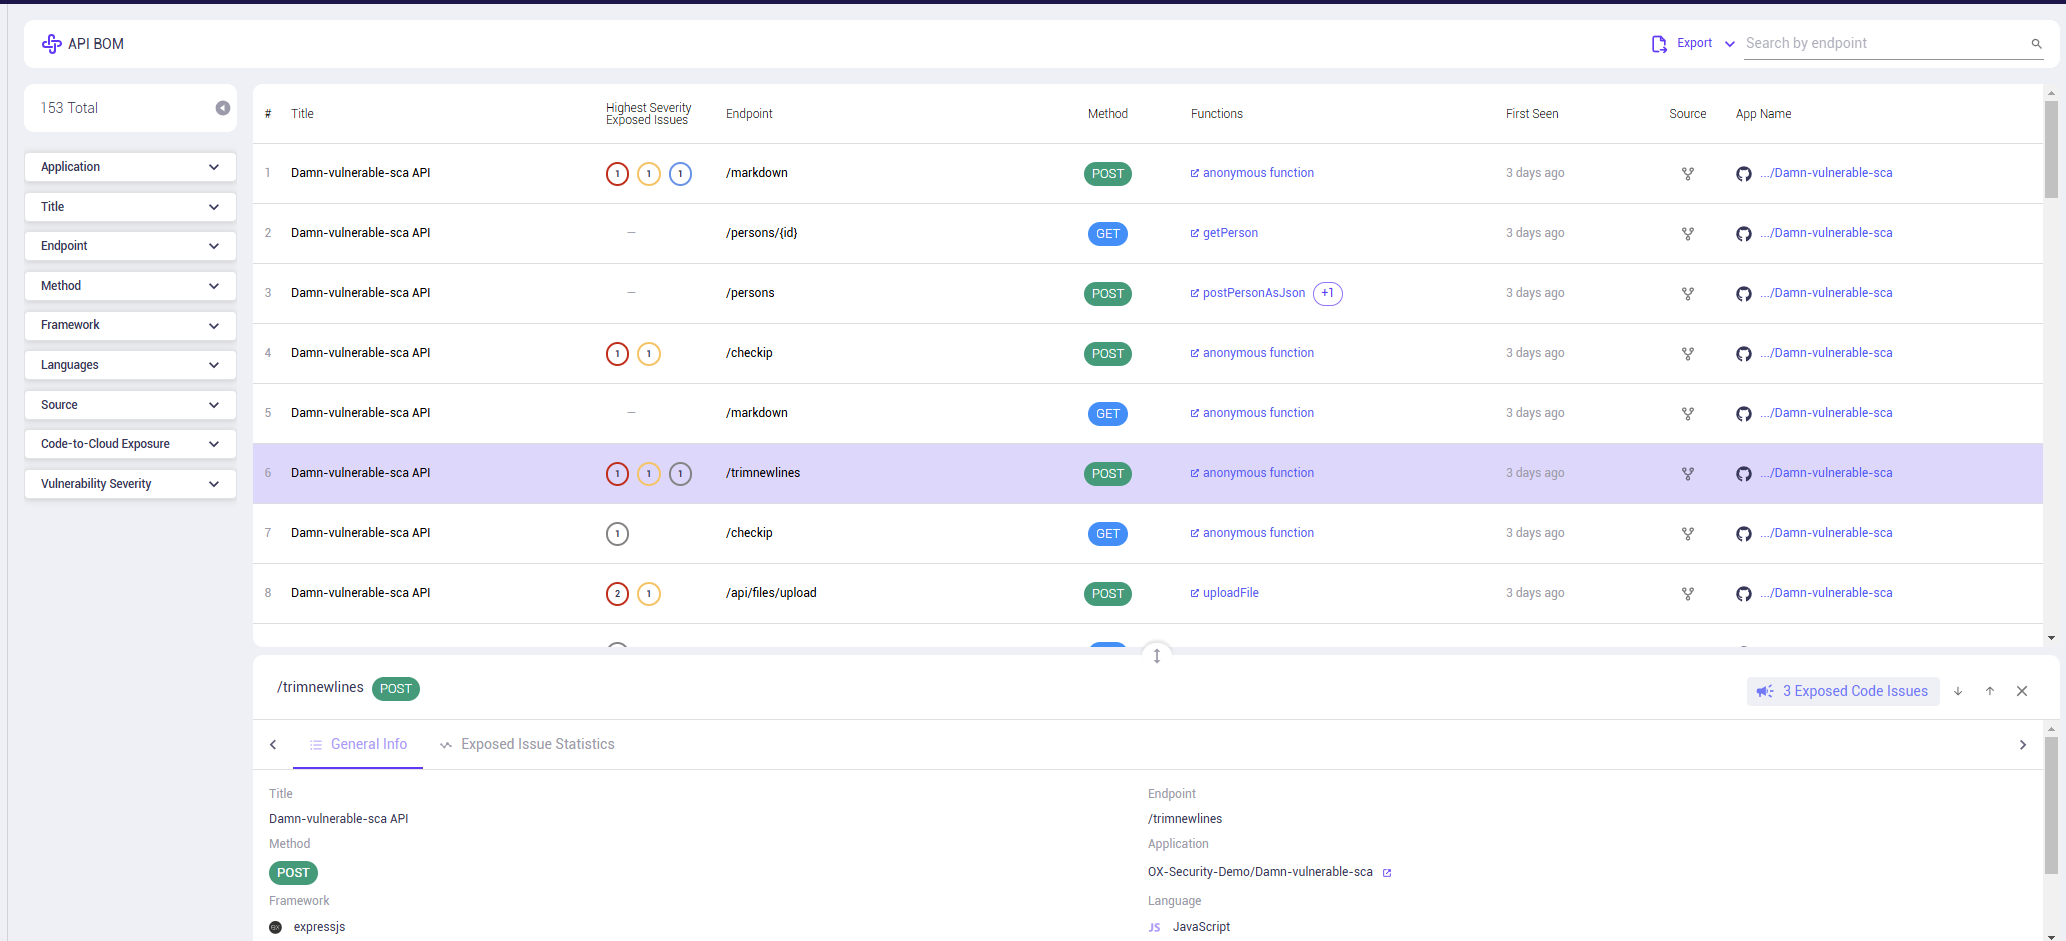 API BOM
Export
Search by endpoint
153 Total
Application
Title
Endpoint
Method
Framework
Languages
Source
Code-to-Cloud Exposure
Vulnerability Severity
# Title Highest Severity Exposed Issues Endpoint Method Functions First Seen Source App Name
1 Damn-vulnerable-sca API 1 1 1 /markdown POST anonymous function 3 days ago .../Damn-vulnerable-sca
2 Damn-vulnerable-sca API – /persons/{id} GET getPerson 3 days ago .../Damn-vulnerable-sca
3 Damn-vulnerable-sca API – /persons POST postPersonAsJson +1 3 days ago .../Damn-vulnerable-sca
4 Damn-vulnerable-sca API 1 1 /checkip POST anonymous function 3 days ago .../Damn-vulnerable-sca
5 Damn-vulnerable-sca API – /markdown GET anonymous function 3 days ago .../Damn-vulnerable-sca
6 Damn-vulnerable-sca API 1 1 1 /trimnewlines POST anonymous function 3 days ago .../Damn-vulnerable-sca
7 Damn-vulnerable-sca API 1 /checkip GET anonymous function 3 days ago .../Damn-vulnerable-sca
8 Damn-vulnerable-sca API 2 1 /api/files/upload POST uploadFile 3 days ago .../Damn-vulnerable-sca
/trimnewlines POST
3 Exposed Code Issues
General Info Exposed Issue Statistics
Title
Damn-vulnerable-sca API
Method
POST
Framework
ex expressjs
Endpoint
/trimnewlines
Application
OX-Security-Demo/Damn-vulnerable-sca
Language
JS JavaScript